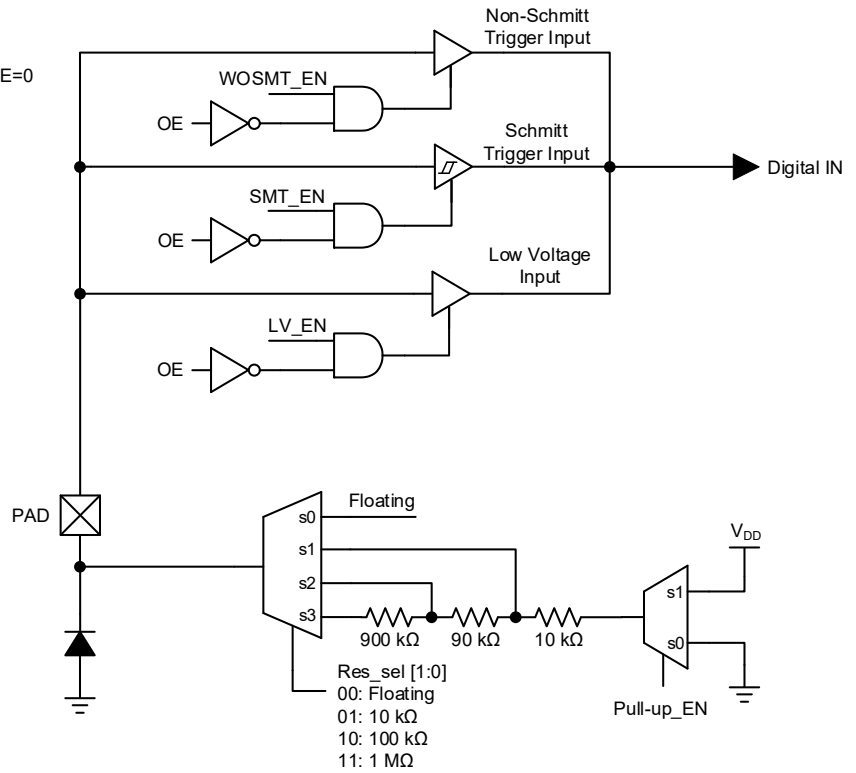 Non-Schmitt
Trigger Input
E=0
WOSMT_EN
OE
Schmitt
Trigger Input
Digital IN
SMT_EN
OE
Low Voltage
Input
LV_EN
OE
PAD
Floating
s0
s1
s2
s3
900 kΩ
90 kΩ
10 kΩ
VDD
s1
s0
Pull-up_EN
Res_sel [1:0]
00: Floating
01: 10 kΩ
10: 100 kΩ
11: 1 MΩ